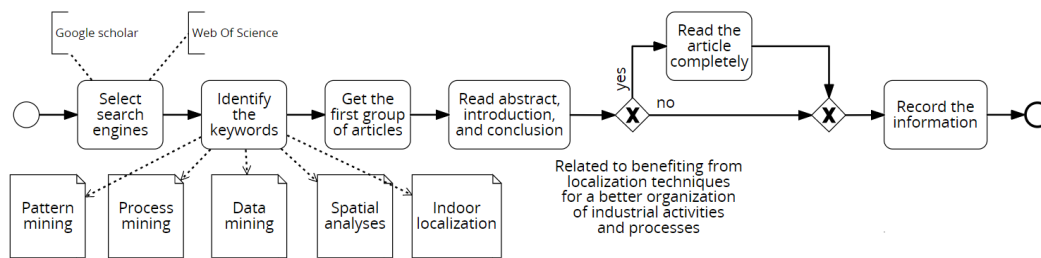 Google scholar
Web Of Science
Select
search
engines
Identify
the
keywords
Get the
first group
of articles
Read abstract,
introduction,
and conclusion
yes
Read the
article
completely
X
no
X
Record the
information
Related to benefiting from
localization techniques
for a better organization
of industrial activities
and processes
Pattern
mining
Process
mining
Data
mining
Spatial
analyses
Indoor
localization